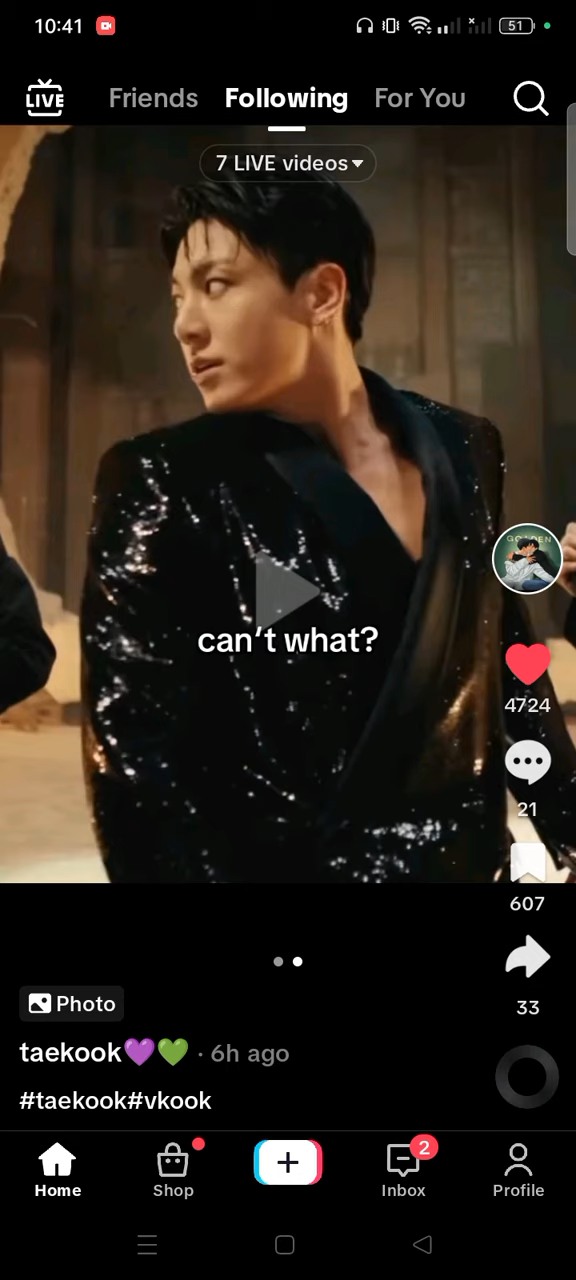 10:41
51
LIVE
Friends
Following
For You
7 LIVE videos
GOLDEN
can't what?
4724
21
607
33
Photo
taekook💜💚 · 6h ago
#taekook#vkook
Home
Shop
2
Inbox
Profile